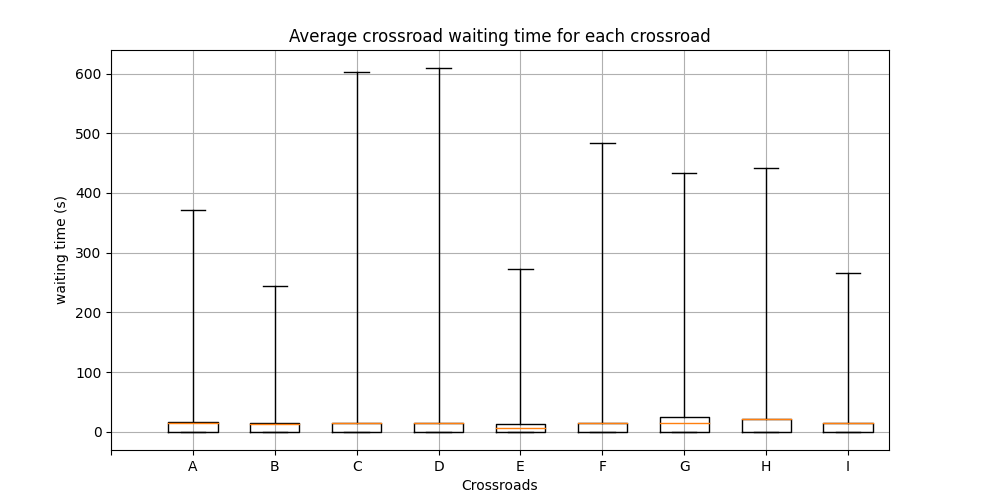 Average crossroad waiting time for each crossroad
waiting time (s)
600
500
400
300
200
100
0
A B C D E F G H I
Crossroads